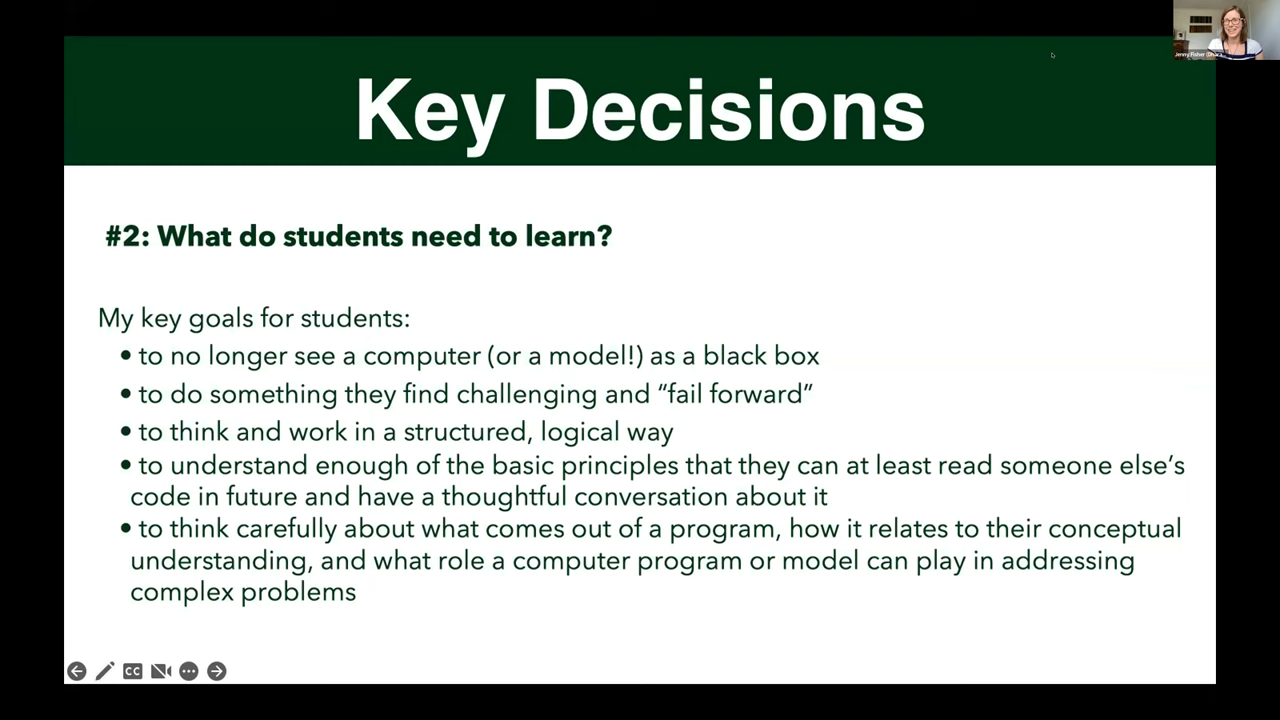 Key Decisions
#2: What do students need to learn?
My key goals for students:
• to no longer see a computer (or a model!) as a black box
• to do something they find challenging and “fail forward”
• to think and work in a structured, logical way
• to understand enough of the basic principles that they can at least read someone else’s
code in future and have a thoughtful conversation about it
• to think carefully about what comes out of a program, how it relates to their conceptual
understanding, and what role a computer program or model can play in addressing
complex problems
CC
Jenny Fisher